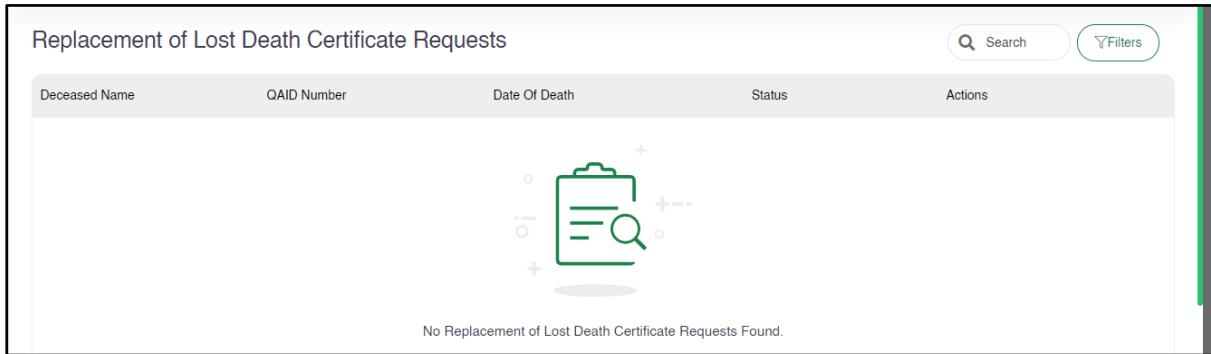 Replacement of Lost Death Certificate Requests
Search
Filters
Deceased Name QAID Number Date Of Death Status Actions
No Replacement of Lost Death Certificate Requests Found.